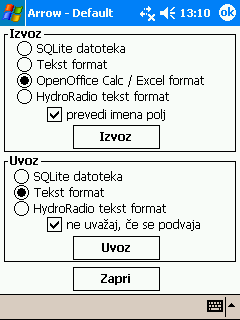 Arrow - Default 13:10 ok
Izvoz
SQLite datoteka
Tekst format
OpenOffice Calc / Excel format
HydroRadio tekst format
prevedi imena polj
Izvoz
Uvoz
SQLite datoteka
Tekst format
HydroRadio tekst format
ne uvažaj, če se podvaja
Uvoz
Zapri